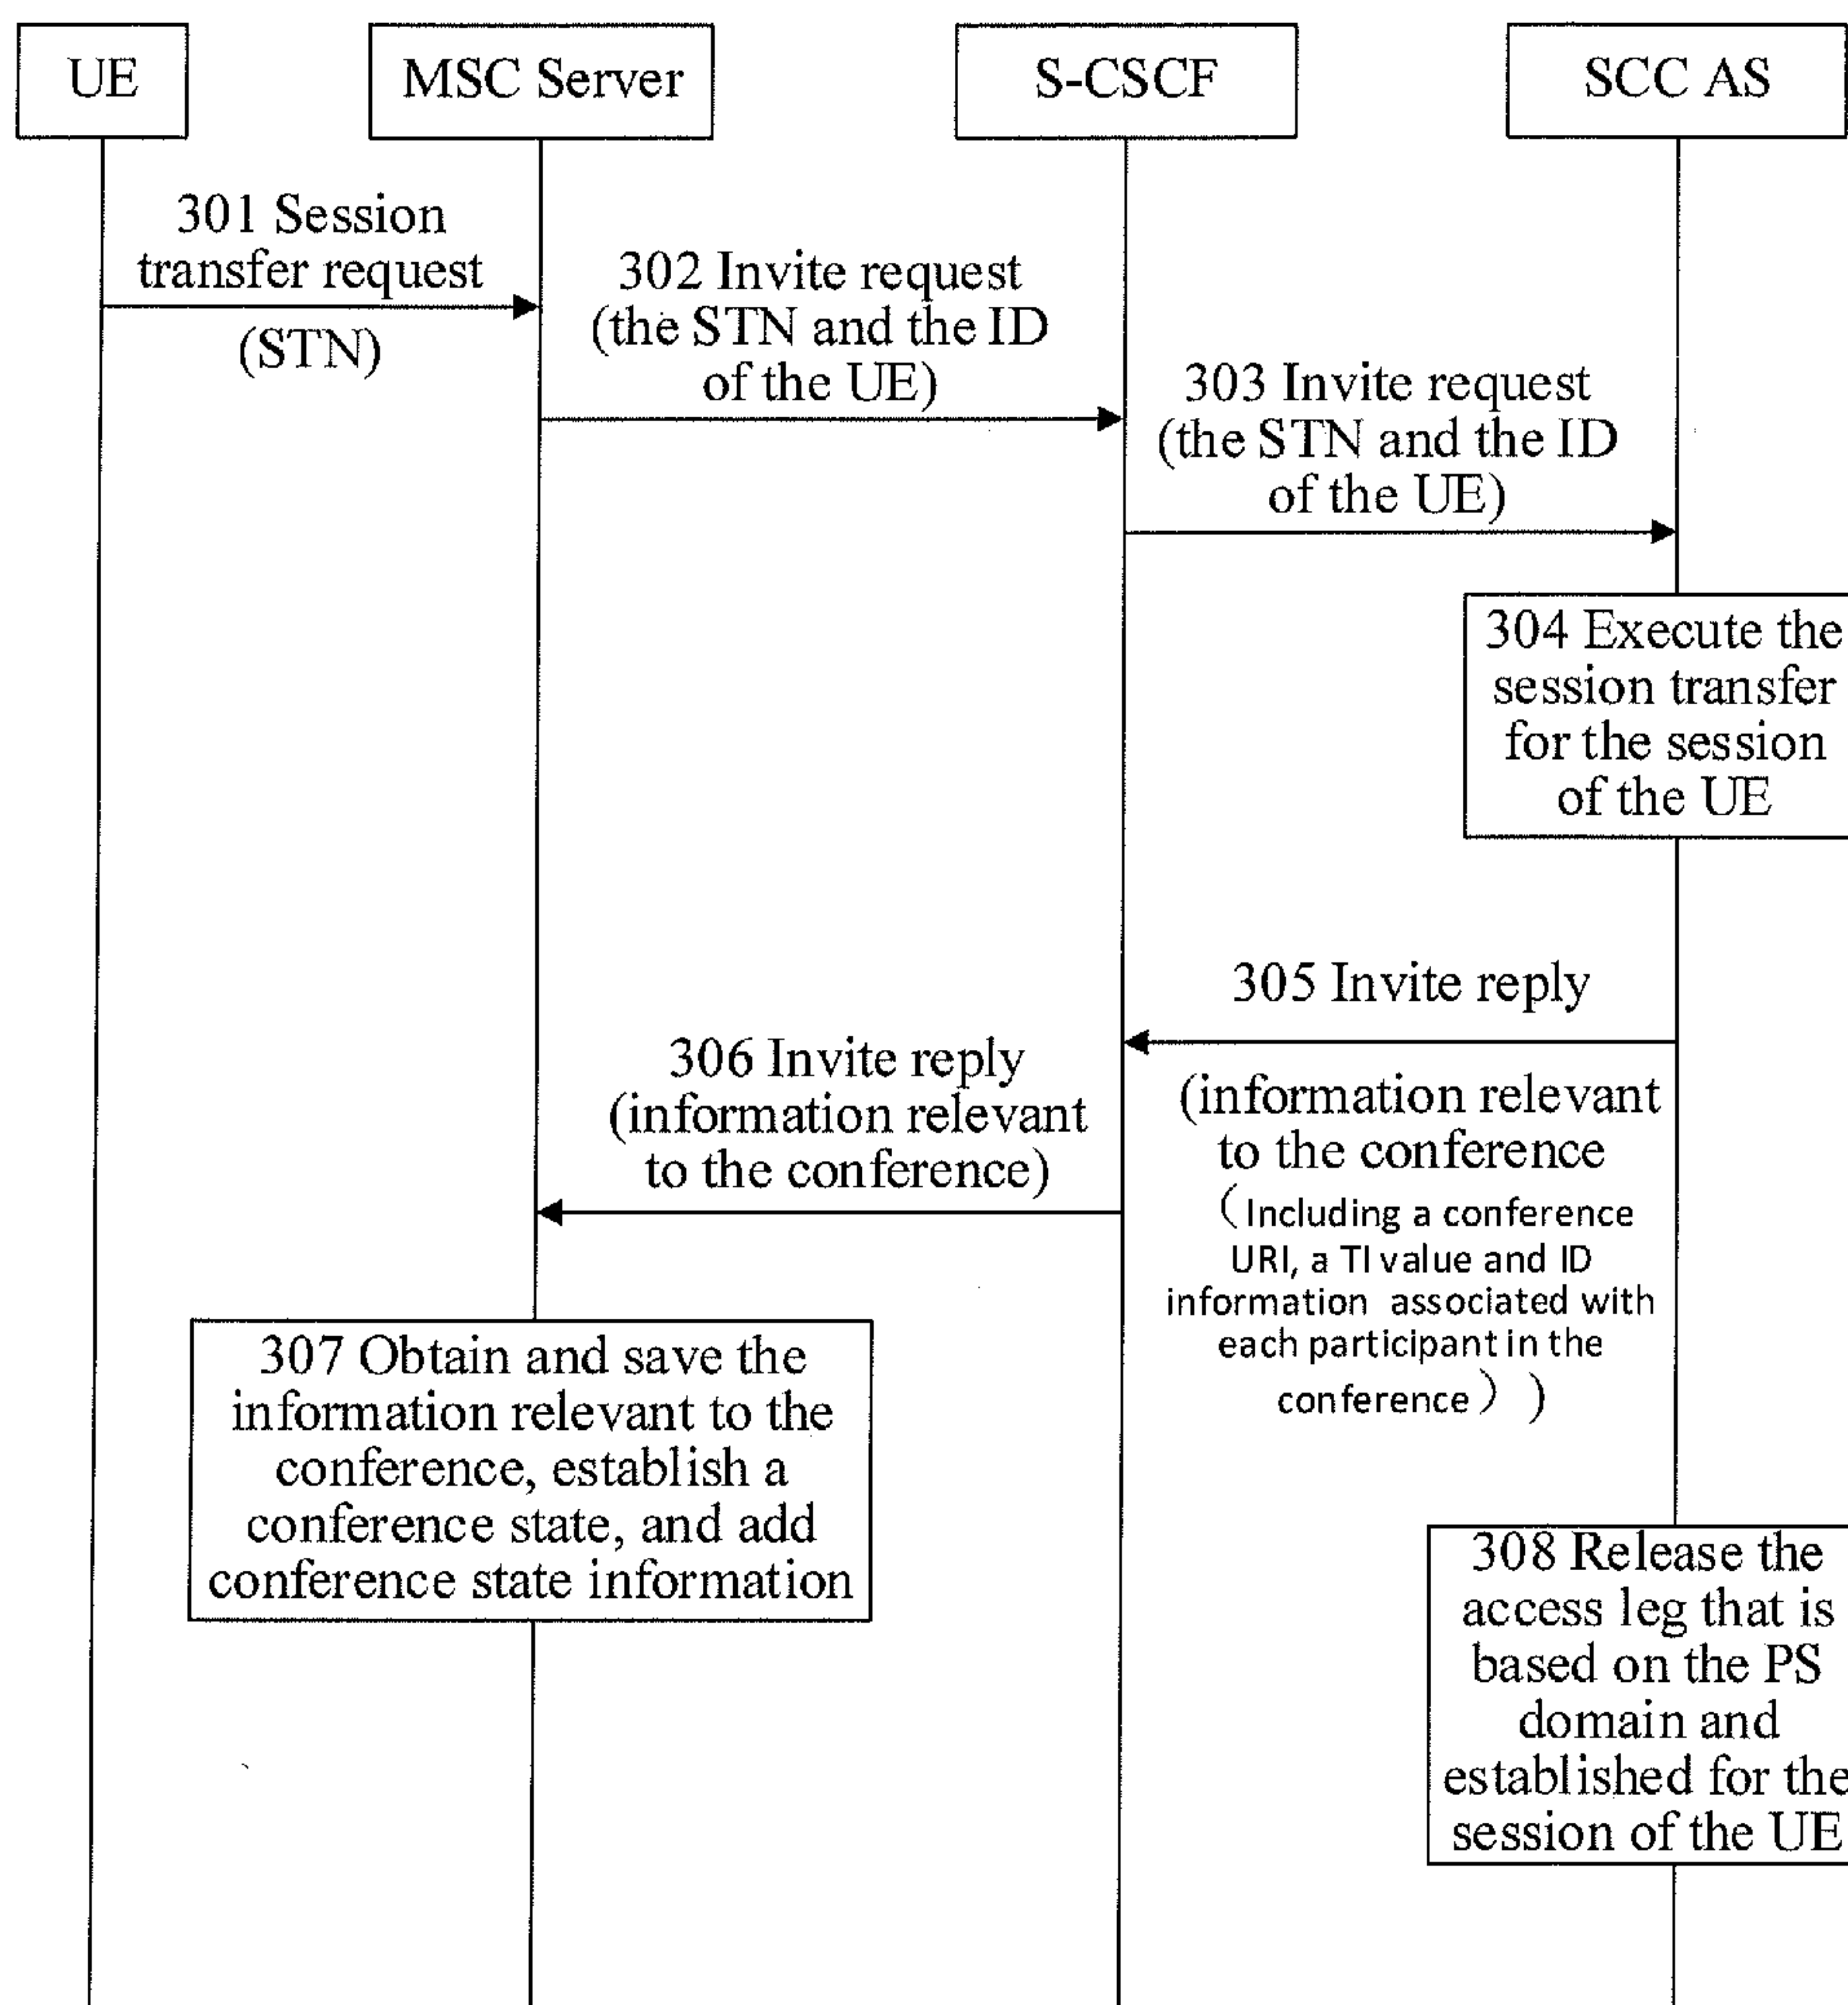 UE
MSC Server
S-CSCF
SCC AS
301 Session
transfer request
(STN)
302 Invite request
(the STN and the ID
of the UE)
303 Invite request
(the STN and the ID
of the UE)
304 Execute the
session transfer
for the session
of the UE
305 Invite reply
(information relevant
to the conference
(Including a conference
URI, a TI value and ID
information associated with
each participant in the
conference))
306 Invite reply
(information relevant
to the conference)
307 Obtain and save the
information relevant to the
conference, establish a
conference state, and add
conference state information
308 Release the
access leg that is
based on the PS
domain and
established for the
session of the UE